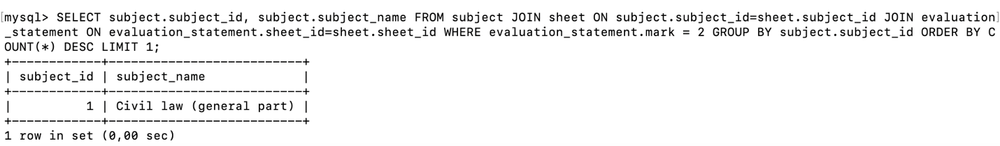 [mysql> SELECT subject.subject_id, subject.subject_name FROM subject JOIN sheet ON subject.subject_id=sheet.subject_id JOIN evaluation]
_statement ON evaluation_statement.sheet_id=sheet.sheet_id WHERE evaluation_statement.mark = 2 GROUP BY subject.subject_id ORDER BY C
OUNT(*) DESC LIMIT 1;
+------------+--------------------------+
| subject_id | subject_name             |
+------------+--------------------------+
|          1 | Civil law (general part) |
+------------+--------------------------+
1 row in set (0,00 sec)